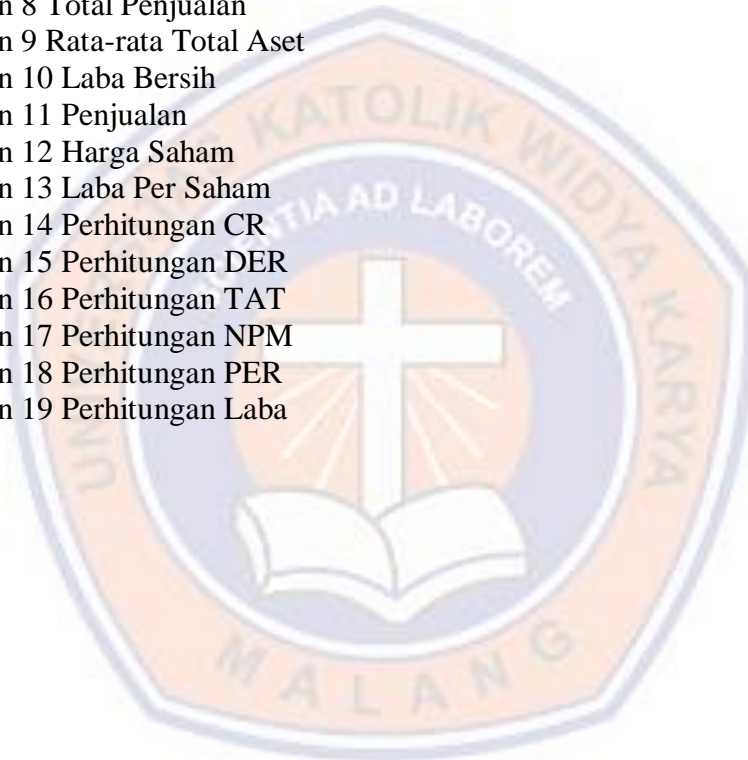 n 8 Total Penjualan
n 9 Rata-rata Total Aset
n 10 Laba Bersih
n 11 Penjualan
n 12 Harga Saham
n 13 Laba Per Saham
n 14 Perhitungan CR
n 15 Perhitungan DER
n 16 Perhitungan TAT
n 17 Perhitungan NPM
n 18 Perhitungan PER
n 19 Perhitungan Laba
KATOLIK WIDYA KARYA
AD LABOREM
MALANG